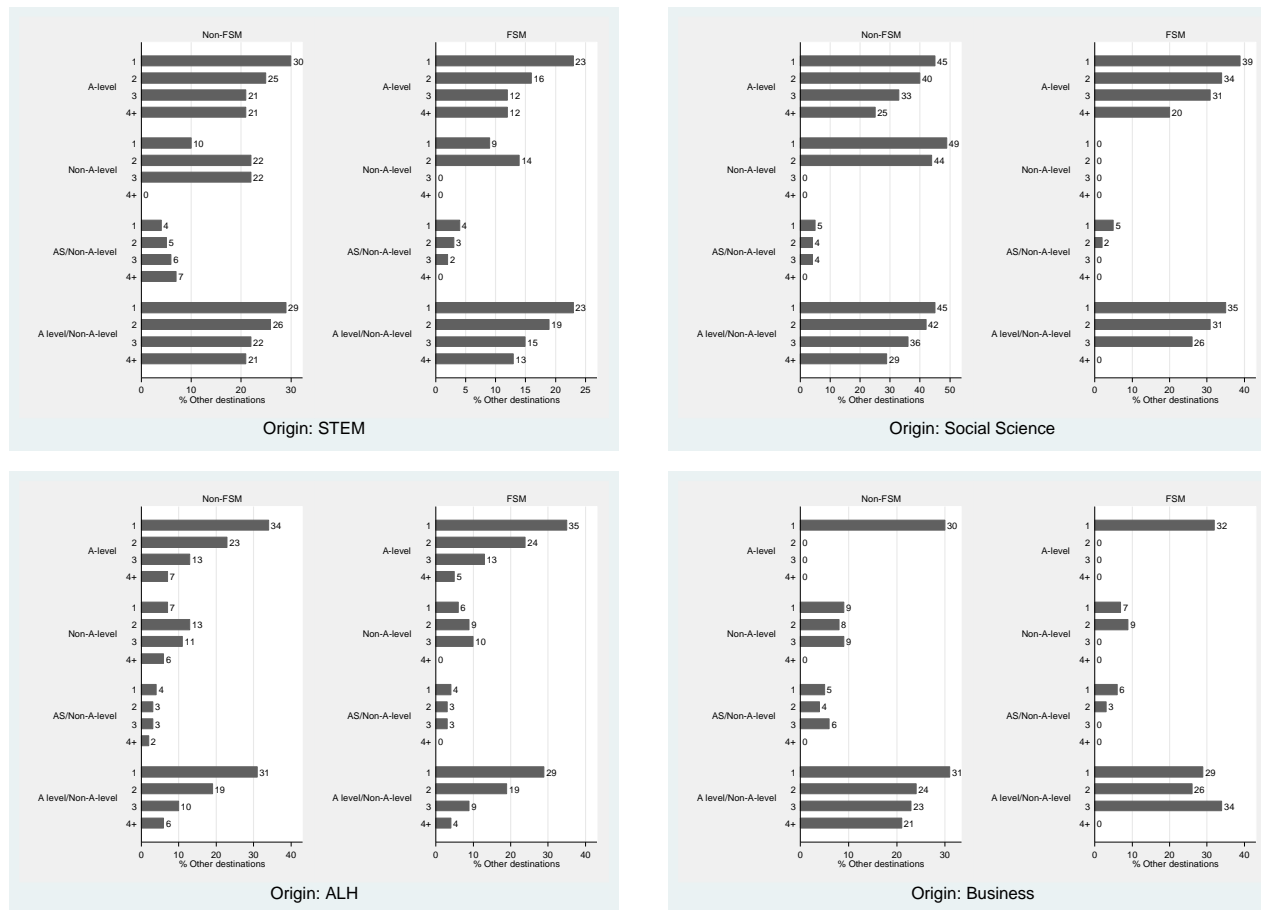 Non-FSM
A-level
1 30
2 25
3 21
4+ 21
Non-A-level
1 10
2 22
3 22
4+ 0
AS/Non-A-level
1 4
2 5
3 6
4+ 7
A level/Non-A-level
1 29
2 26
3 22
4+ 21
0 10 20 30
% Other destinations
FSM
A-level
1 23
2 16
3 12
4+ 12
Non-A-level
1 9
2 14
3 0
4+ 0
AS/Non-A-level
1 4
2 3
3 2
4+ 0
A level/Non-A-level
1 23
2 19
3 15
4+ 13
0 5 10 15 20 25
% Other destinations
Origin: STEM
Non-FSM
A-level
1 45
2 40
3 33
4+ 25
Non-A-level
1 49
2 44
3 0
4+ 0
AS/Non-A-level
1 5
2 4
3 4
4+ 0
A level/Non-A-level
1 45
2 42
3 36
4+ 29
0 10 20 30 40 50
% Other destinations
FSM
A-level
1 39
2 34
3 31
4+ 20
Non-A-level
1 0
2 0
3 0
4+ 0
AS/Non-A-level
1 5
2 2
3 0
4+ 0
A level/Non-A-level
1 35
2 31
3 26
4+ 0
0 10 20 30 40
% Other destinations
Origin: Social Science
Non-FSM
A-level
1 34
2 23
3 13
4+ 7
Non-A-level
1 7
2 13
3 11
4+ 6
AS/Non-A-level
1 4
2 3
3 3
4+ 2
A level/Non-A-level
1 31
2 19
3 10
4+ 6
0 10 20 30 40
% Other destinations
FSM
A-level
1 35
2 24
3 13
4+ 5
Non-A-level
1 6
2 9
3 10
4+ 0
AS/Non-A-level
1 4
2 3
3 3
4+ 0
A level/Non-A-level
1 29
2 19
3 9
4+ 4
0 10 20 30 40
% Other destinations
Origin: ALH
Non-FSM
A-level
1 30
2 0
3 0
4+ 0
Non-A-level
1 9
2 8
3 9
4+ 0
AS/Non-A-level
1 5
2 4
3 6
4+ 0
A level/Non-A-level
1 31
2 24
3 23
4+ 21
0 10 20 30
% Other destinations
FSM
A-level
1 32
2 0
3 0
4+ 0
Non-A-level
1 7
2 9
3 0
4+ 0
AS/Non-A-level
1 6
2 3
3 0
4+ 0
A level/Non-A-level
1 29
2 26
3 34
4+ 0
0 10 20 30 40
% Other destinations
Origin: Business